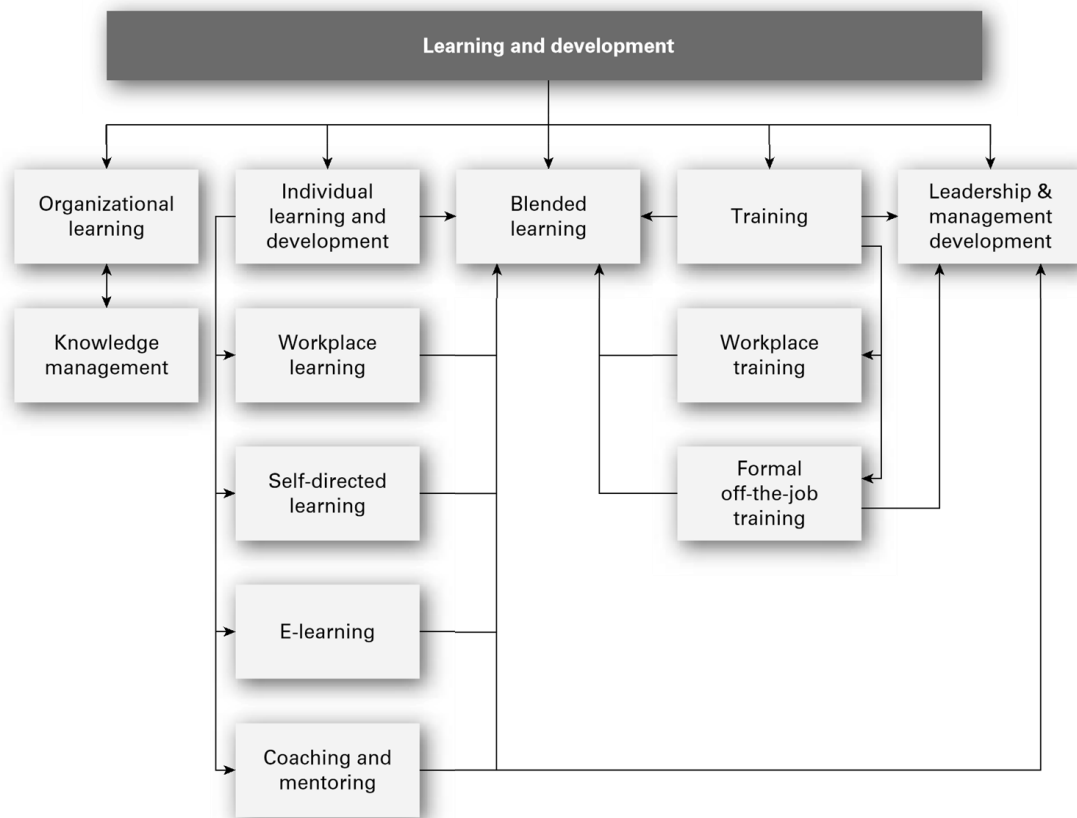 Learning and development
Organizational
learning
Individual
learning and
development
Blended
learning
Training
Leadership &
management
development
Knowledge
management
Workplace
learning
Workplace
training
Self-directed
learning
Formal
off-the-job
training
E-learning
Coaching and
mentoring